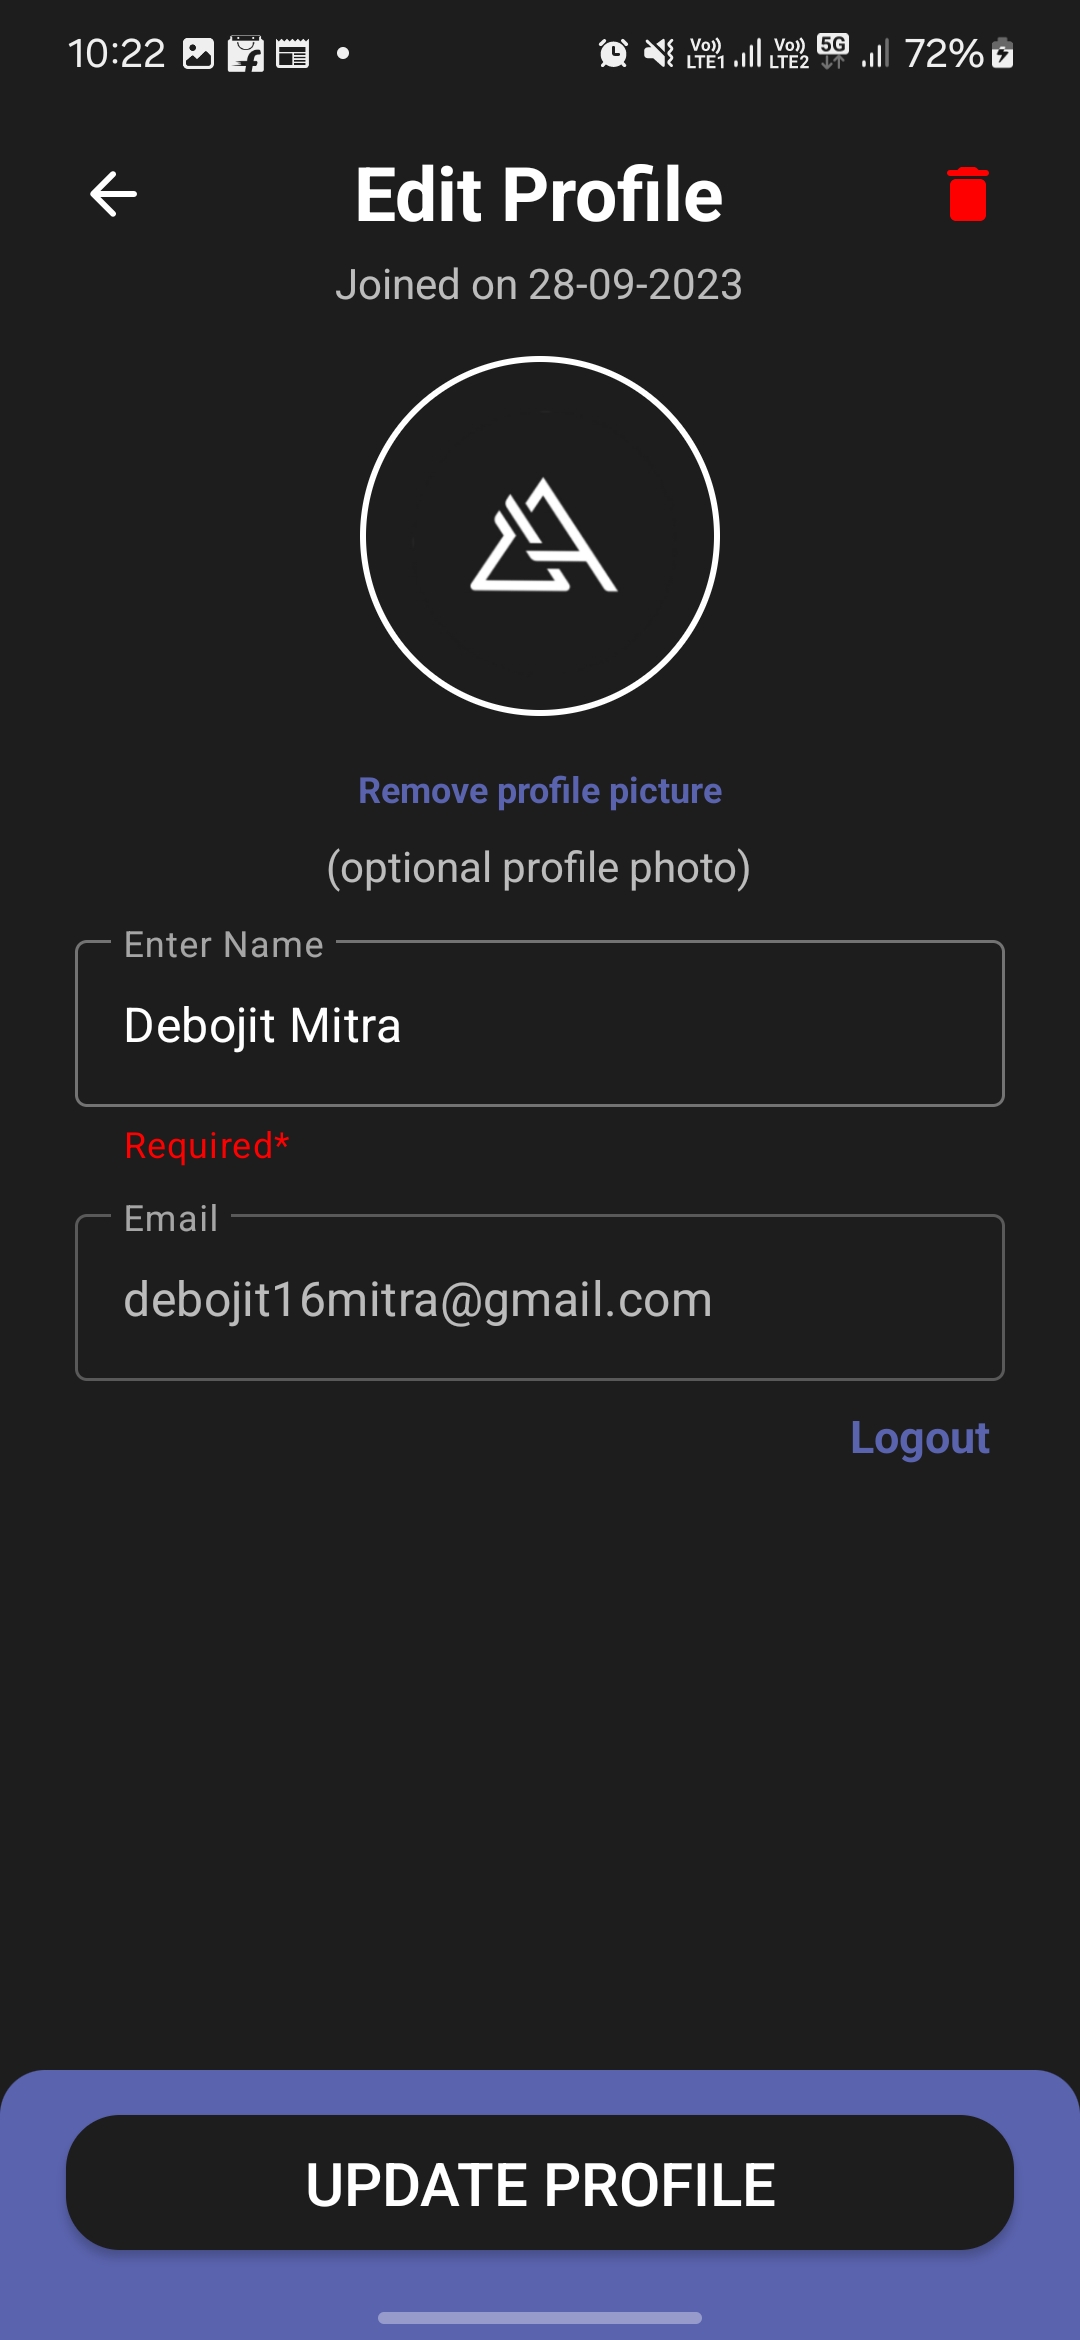 10:22 Vo)) LTE1 Vo)) LTE2 5G 72%
Edit Profile
Joined on 28-09-2023
Remove profile picture
(optional profile photo)
Enter Name
Debojit Mitra
Required*
Email
debojit16mitra@gmail.com
Logout
UPDATE PROFILE